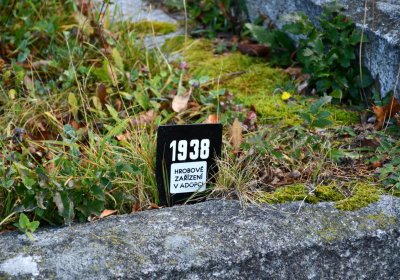 1938
HROBOVÉ
ZAŘÍZENÍ
V ADOPCI